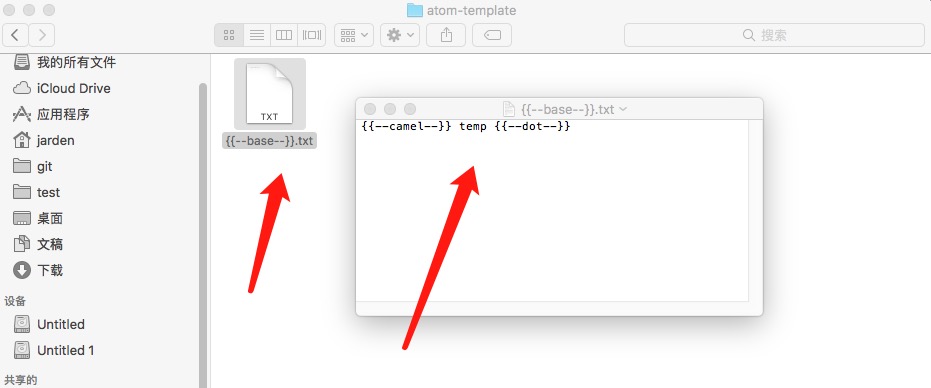 atom-template
搜索
我的所有文件
iCloud Drive
应用程序
jarden
git
test
桌面
文稿
下载
设备
Untitled
Untitled 1
共享的
TXT
{{--base--}}.txt
{{--base--}}.txt
{{--camel--}} temp {{--dot--}}